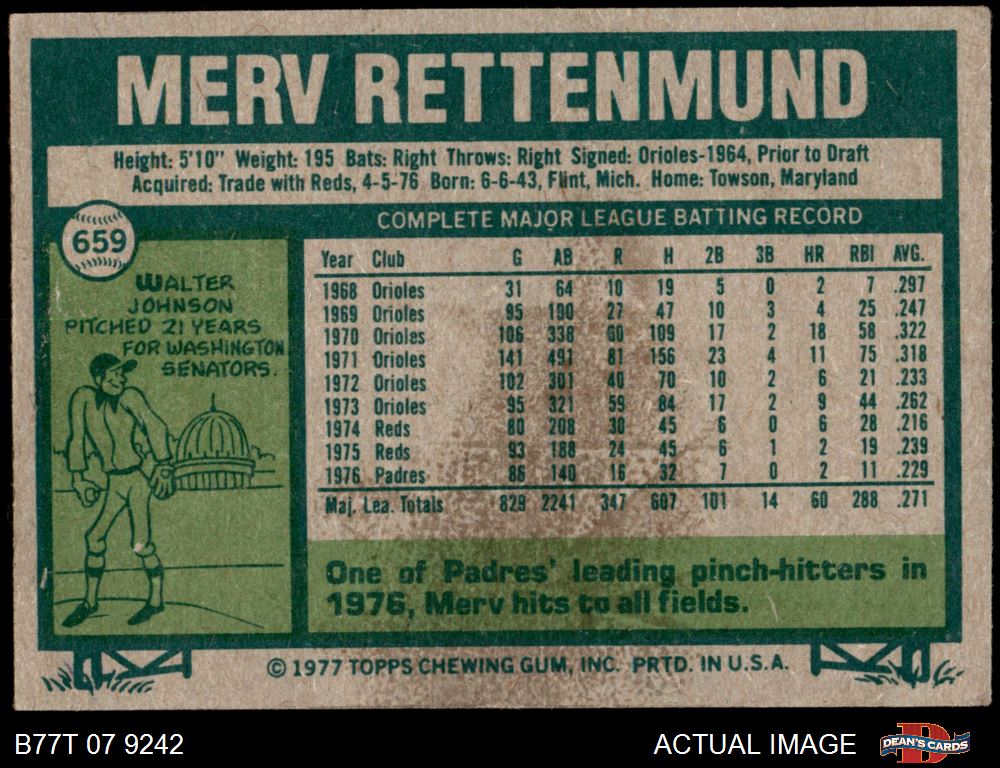 MERV RETTENMUND
Height: 5'10" Weight: 195 Bats: Right Throws: Right Signed: Orioles-1964, Prior to Draft
Acquired: Trade with Reds, 4-5-76 Born: 6-6-43, Flint, Mich. Home: Towson, Maryland
COMPLETE MAJOR LEAGUE BATTING RECORD
659
WALTER
JOHNSON
PITCHED 21 YEARS
FOR WASHINGTON
SENATORS.
Year Club G AB R H 2B 3B HR RBI AVG.
1968 Orioles 31 64 10 19 5 0 2 7 .297
1969 Orioles 95 190 27 47 10 3 4 25 .247
1970 Orioles 106 338 60 109 17 2 18 58 .322
1971 Orioles 141 491 81 156 23 4 11 75 .318
1972 Orioles 102 301 40 70 10 2 6 21 .233
1973 Orioles 95 321 59 84 17 2 9 44 .262
1974 Reds 80 208 30 45 6 0 6 28 .216
1975 Reds 93 188 24 45 6 1 2 19 .239
1976 Padres 86 140 16 32 7 0 2 11 .229
Maj. Lea. Totals 829 2241 347 607 101 14 60 288 .271
One of Padres' leading pinch-hitters in
1976, Merv hits to all fields.
© 1977 TOPPS CHEWING GUM, INC. PRTD. IN U.S.A.
B77T 07 9242
ACTUAL IMAGE
DEAN'S CARDS